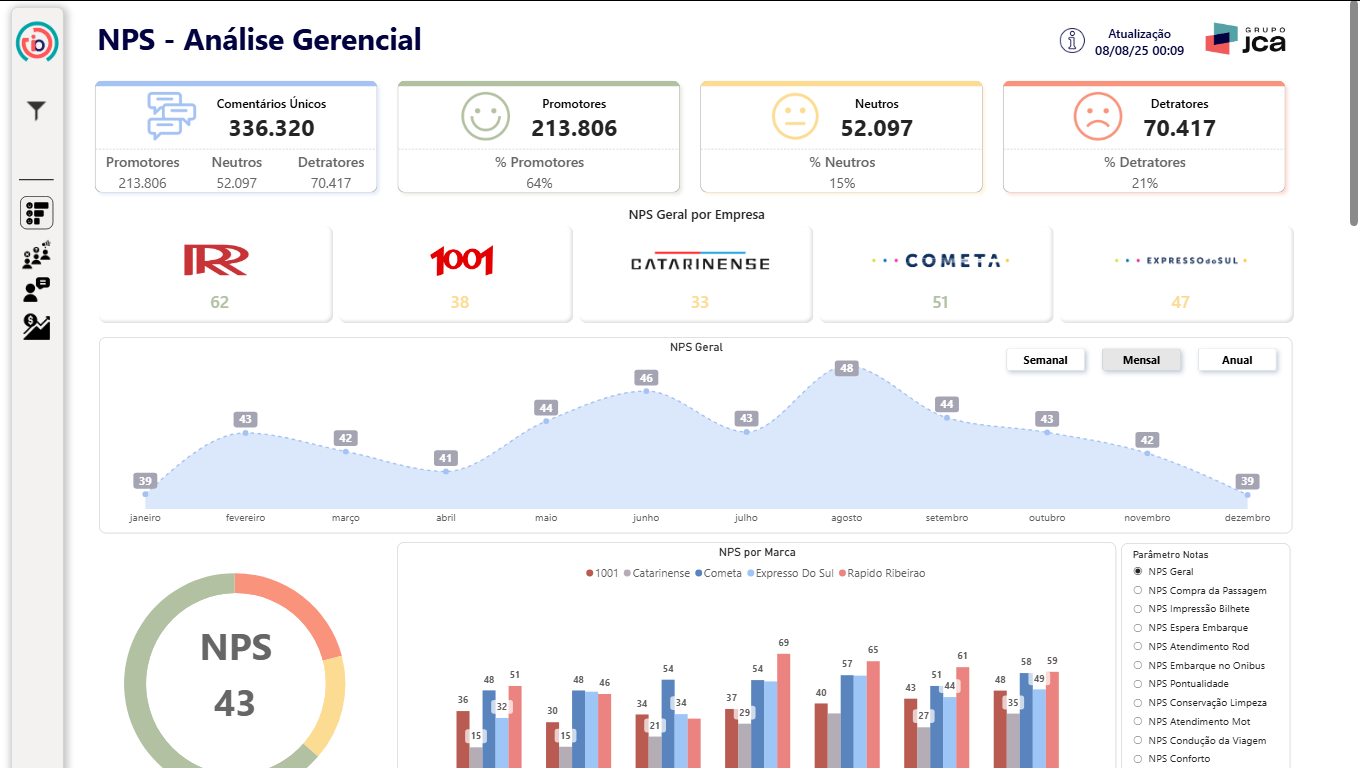 NPS - Análise Gerencial
Atualização
08/08/25 00:09
GRUPO
jca
Comentários Únicos
336.320
Promotores Neutros Detratores
213.806 52.097 70.417
Promotores
213.806
% Promotores
64%
Neutros
52.097
% Neutros
15%
Detratores
70.417
% Detratores
21%
NPS Geral por Empresa
RR 1001 CATARINENSE COMETA EXPRESSO do SUL
62 38 33 51 47
NPS Geral
Semanal Mensal Anual
39 43 42 41 44 46 43 48 44 43 42 39
janeiro fevereiro março abril maio junho julho agosto setembro outubro novembro dezembro
NPS
43
NPS por Marca
1001 Catarinense Cometa Expresso Do Sul Rapido Ribeirao
36 15 48 32 51
30 15 48 46
34 21 54 34
37 29 54 69
40 57 65
43 27 51 44 61
48 35 58 49 59
Parâmetro Notas
NPS Geral
NPS Compra da Passagem
NPS Impressão Bilhete
NPS Espera Embarque
NPS Atendimento Rod
NPS Embarque no Onibus
NPS Pontualidade
NPS Conservação Limpeza
NPS Atendimento Mot
NPS Condução da Viagem
NPS Conforto